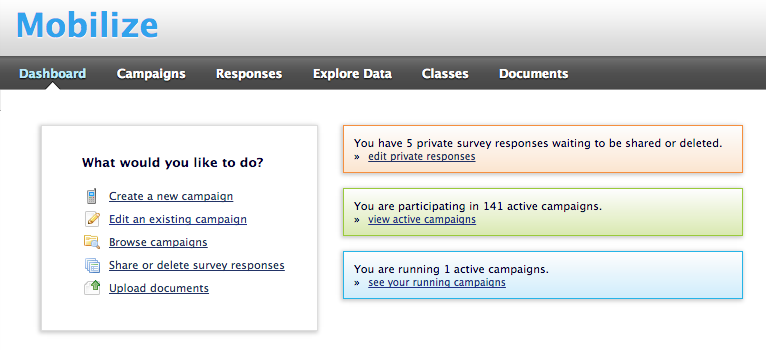 Mobilize
Dashboard Campaigns Responses Explore Data Classes Documents
What would you like to do?
Create a new campaign
Edit an existing campaign
Browse campaigns
Share or delete survey responses
Upload documents
You have 5 private survey responses waiting to be shared or deleted.
» edit private responses
You are participating in 141 active campaigns.
» view active campaigns
You are running 1 active campaigns.
» see your running campaigns